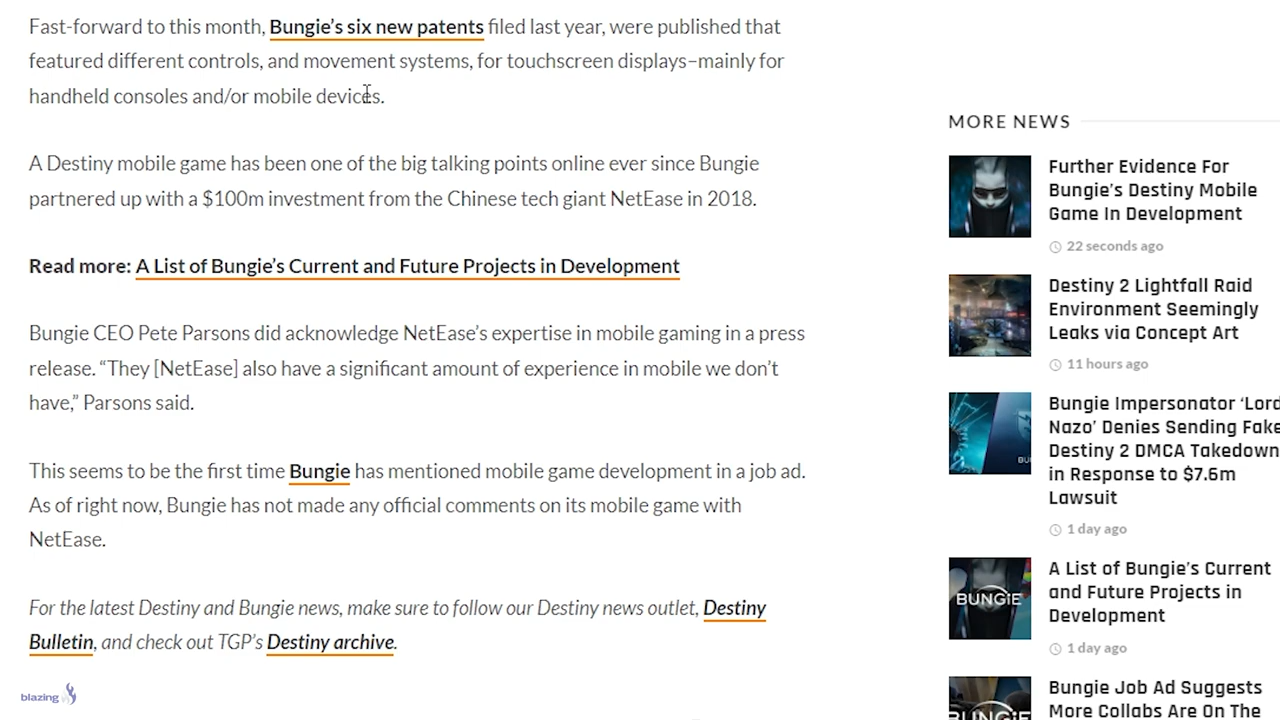 Fast-forward to this month, Bungie’s six new patents filed last year, were published that
featured different controls, and movement systems, for touchscreen displays–mainly for
handheld consoles and/or mobile devices.
A Destiny mobile game has been one of the big talking points online ever since Bungie
partnered up with a $100m investment from the Chinese tech giant NetEase in 2018.
Read more: A List of Bungie’s Current and Future Projects in Development
Bungie CEO Pete Parsons did acknowledge NetEase’s expertise in mobile gaming in a press
release. “They [NetEase] also have a significant amount of experience in mobile we don’t
have,” Parsons said.
This seems to be the first time Bungie has mentioned mobile game development in a job ad.
As of right now, Bungie has not made any official comments on its mobile game with
NetEase.
For the latest Destiny and Bungie news, make sure to follow our Destiny news outlet, Destiny
Bulletin, and check out TGP’s Destiny archive.
blazing
MORE NEWS
Further Evidence For
Bungie’s Destiny Mobile
Game In Development
22 seconds ago
Destiny 2 Lightfall Raid
Environment Seemingly
Leaks via Concept Art
11 hours ago
Bungie Impersonator ‘Lord
Nazo’ Denies Sending Fake
Destiny 2 DMCA Takedown
in Response to $7.6m
Lawsuit
1 day ago
BUNGiE
A List of Bungie’s Current
and Future Projects in
Development
1 day ago
BUNGiE
Bungie Job Ad Suggests
More Collabs Are On The